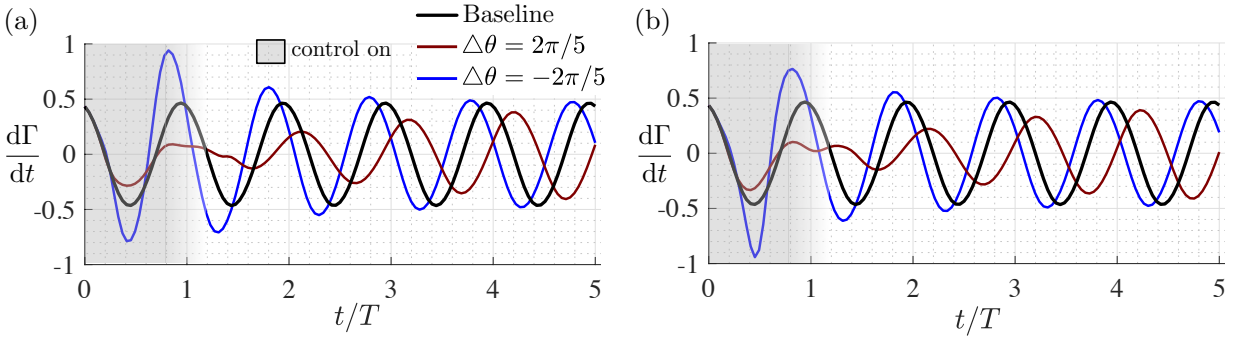 (a)
Baseline
control on
△θ = 2π/5
△θ = −2π/5
1
0.5
0
-0.5
-1
dΓ
dt
0 1 2 3 4 5
t/T
(b)
1
0.5
0
-0.5
-1
dΓ
dt
0 1 2 3 4 5
t/T